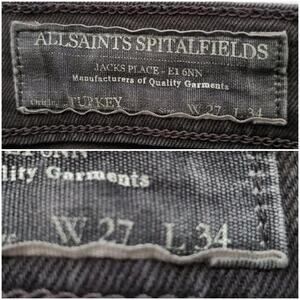 ALLSAINTS SPITALFIELDS
JACKS PLACE - E1 6NN
Manufacturers of Quality Garments
Origin: TURKEY Size: W 27 L 34
6NN
lity Garments
W 27 L 34